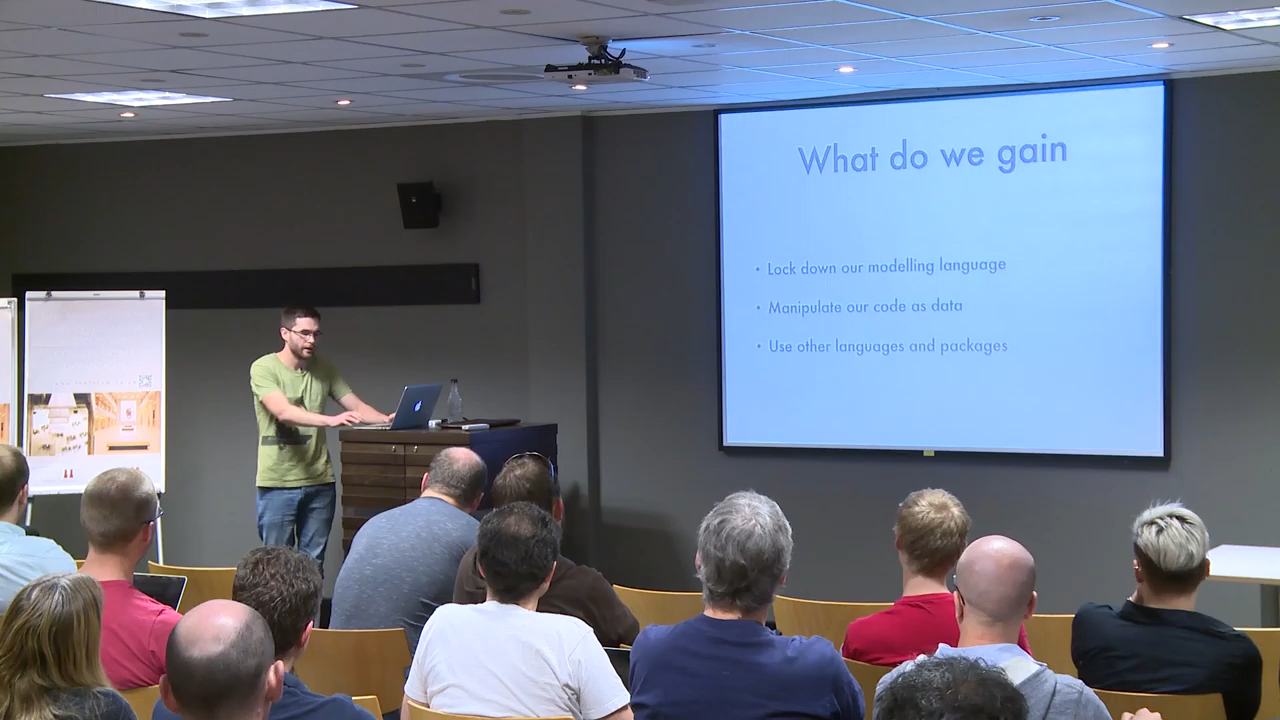 What do we gain
• Lock down our modelling language
• Manipulate our code as data
• Use other languages and packages